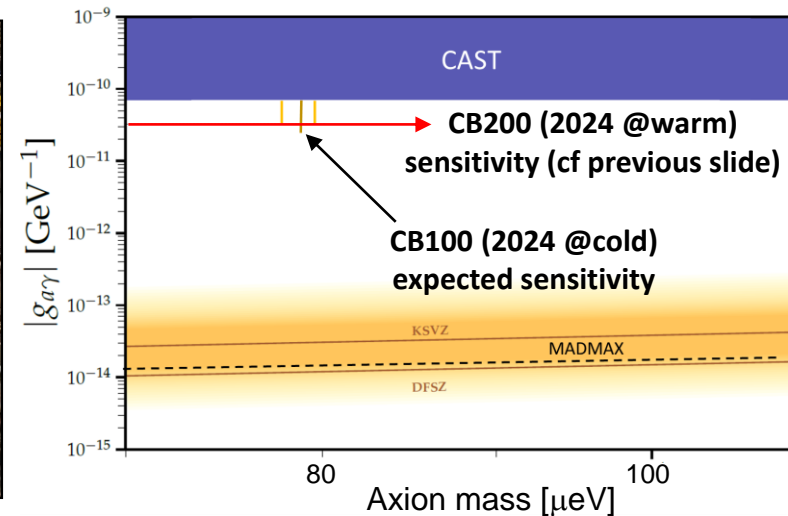 10⁻⁹
CAST
10⁻¹⁰
CB200 (2024 @warm)
sensitivity (cf previous slide)
10⁻¹¹
CB100 (2024 @cold)
expected sensitivity
10⁻¹²
10⁻¹³
KSVZ
MADMAX
10⁻¹⁴
DFSZ
10⁻¹⁵
|gₐᵧ| [GeV⁻¹]
80
100
Axion mass [μeV]